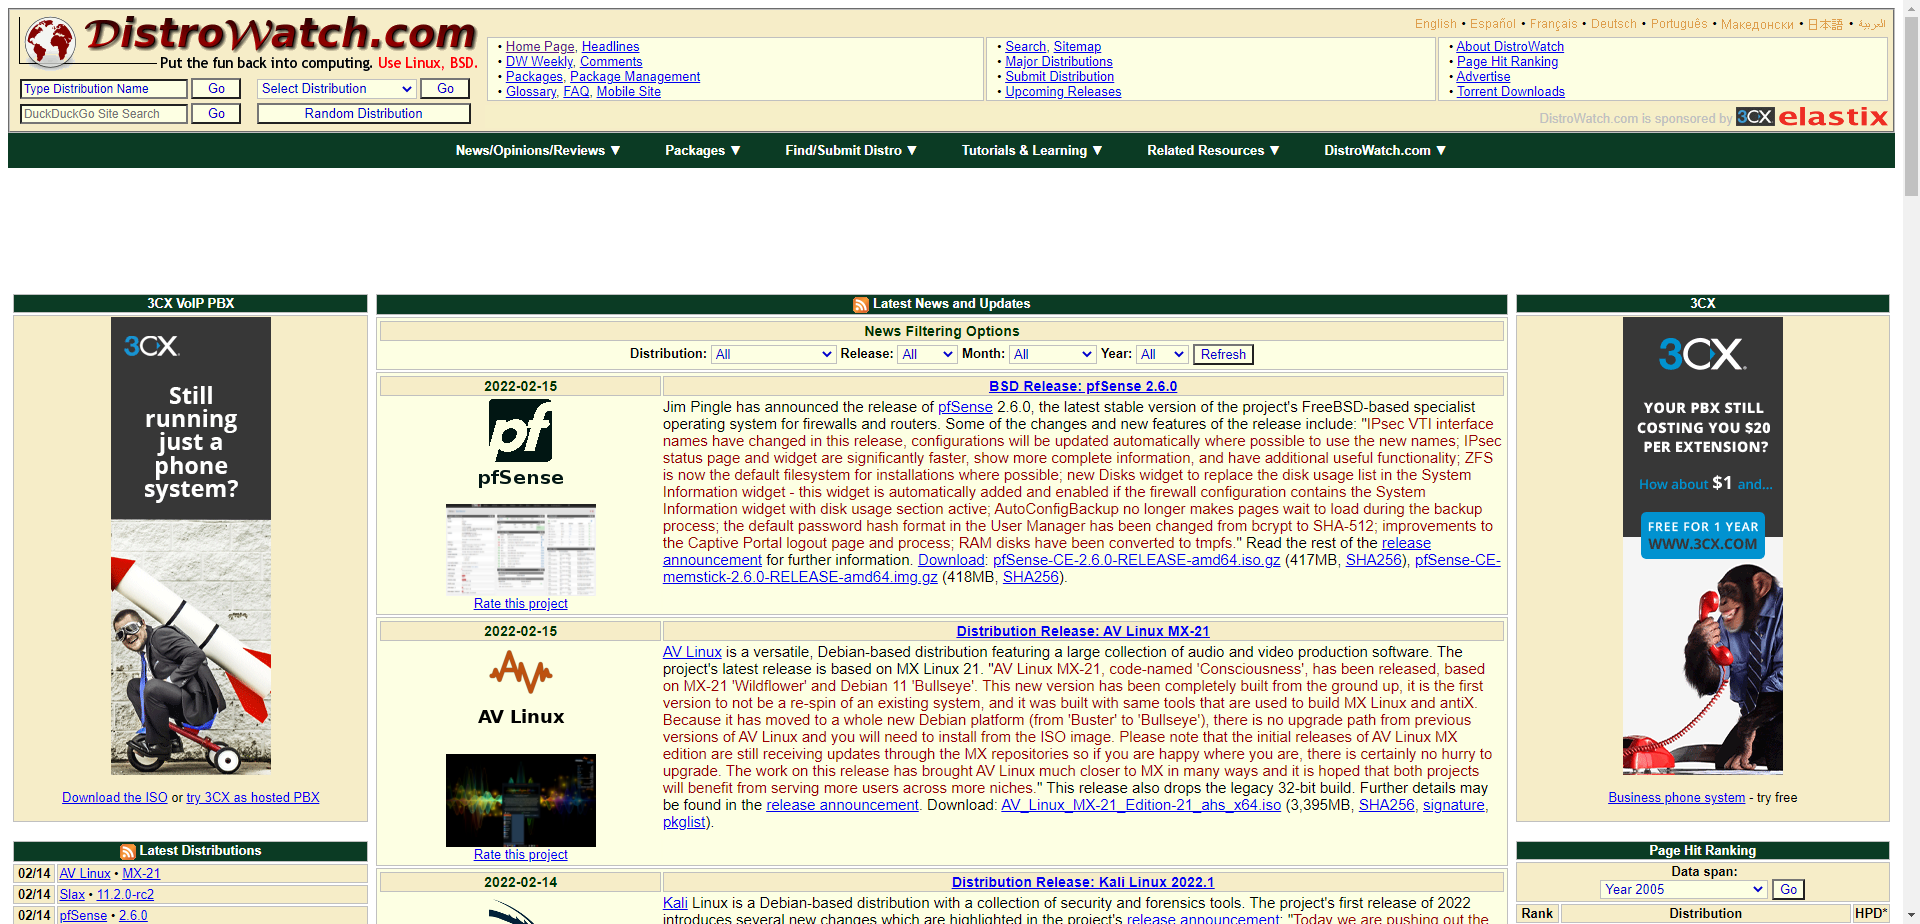 DistroWatch.com
Put the fun back into computing. Use Linux, BSD.
English • Español • Français • Deutsch • Português • Македонски • 日本語 • العربية
Type Distribution Name Go Select Distribution Go
DuckDuckGo Site Search Go Random Distribution
• Home Page, Headlines
• DW Weekly, Comments
• Packages, Package Management
• Glossary, FAQ, Mobile Site
• Search, Sitemap
• Major Distributions
• Submit Distribution
• Upcoming Releases
• About DistroWatch
• Page Hit Ranking
• Advertise
• Torrent Downloads
DistroWatch.com is sponsored by 3CX elastix
News/Opinions/Reviews ▼ Packages ▼ Find/Submit Distro ▼ Tutorials & Learning ▼ Related Resources ▼ DistroWatch.com ▼
3CX VoIP PBX
3CX
Still
running
just a
phone
system?
Download the ISO or try 3CX as hosted PBX
Latest Distributions
02/14 AV Linux • MX-21
02/14 Slax • 11.2.0-rc2
02/14 pfSense • 2.6.0
Latest News and Updates
News Filtering Options
Distribution: All Release: All Month: All Year: All Refresh
2022-02-15 BSD Release: pfSense 2.6.0
pf
pfSense
Rate this project
Jim Pingle has announced the release of pfSense 2.6.0, the latest stable version of the project's FreeBSD-based specialist
operating system for firewalls and routers. Some of the changes and new features of the release include: "IPsec VTI interface
names have changed in this release, configurations will be updated automatically where possible to use the new names; IPsec
status page and widget are significantly faster, show more complete information, and have additional useful functionality; ZFS
is now the default filesystem for installations where possible; new Disks widget to replace the disk usage list in the System
Information widget - this widget is automatically added and enabled if the firewall configuration contains the System
Information widget with disk usage section active; AutoConfigBackup no longer makes pages wait to load during the backup
process; the default password hash format in the User Manager has been changed from bcrypt to SHA-512; improvements to
the Captive Portal logout page and process; RAM disks have been converted to tmpfs." Read the rest of the release
announcement for further information. Download: pfSense-CE-2.6.0-RELEASE-amd64.iso.gz (417MB, SHA256), pfSense-CE-
memstick-2.6.0-RELEASE-amd64.img.gz (418MB, SHA256).
2022-02-15 Distribution Release: AV Linux MX-21
AV Linux
Rate this project
AV Linux is a versatile, Debian-based distribution featuring a large collection of audio and video production software. The
project's latest release is based on MX Linux 21. "AV Linux MX-21, code-named 'Consciousness', has been released, based
on MX-21 'Wildflower' and Debian 11 'Bullseye'. This new version has been completely built from the ground up, it is the first
version to not be a re-spin of an existing system, and it was built with same tools that are used to build MX Linux and antiX.
Because it has moved to a whole new Debian platform (from 'Buster' to 'Bullseye'), there is no upgrade path from previous
versions of AV Linux and you will need to install from the ISO image. Please note that the initial releases of AV Linux MX
edition are still receiving updates through the MX repositories so if you are happy where you are, there is certainly no hurry to
upgrade. The work on this release has brought AV Linux much closer to MX in many ways and it is hoped that both projects
will benefit from serving more users across more niches." This release also drops the legacy 32-bit build. Further details may
be found in the release announcement. Download: AV_Linux_MX-21_Edition-21_ahs_x64.iso (3,395MB, SHA256, signature,
pkglist).
2022-02-14 Distribution Release: Kali Linux 2022.1
Kali Linux is a Debian-based distribution with a collection of security and forensics tools. The project's first release of 2022
introduces several new changes which are highlighted in the project's release announcement: "Today we are pushing out the
3CX
3CX
YOUR PBX STILL
COSTING YOU $20
PER EXTENSION?
How about $1 and...
FREE FOR 1 YEAR
WWW.3CX.COM
Business phone system - try free
Page Hit Ranking
Data span:
Year 2005 Go
Rank Distribution HPD*